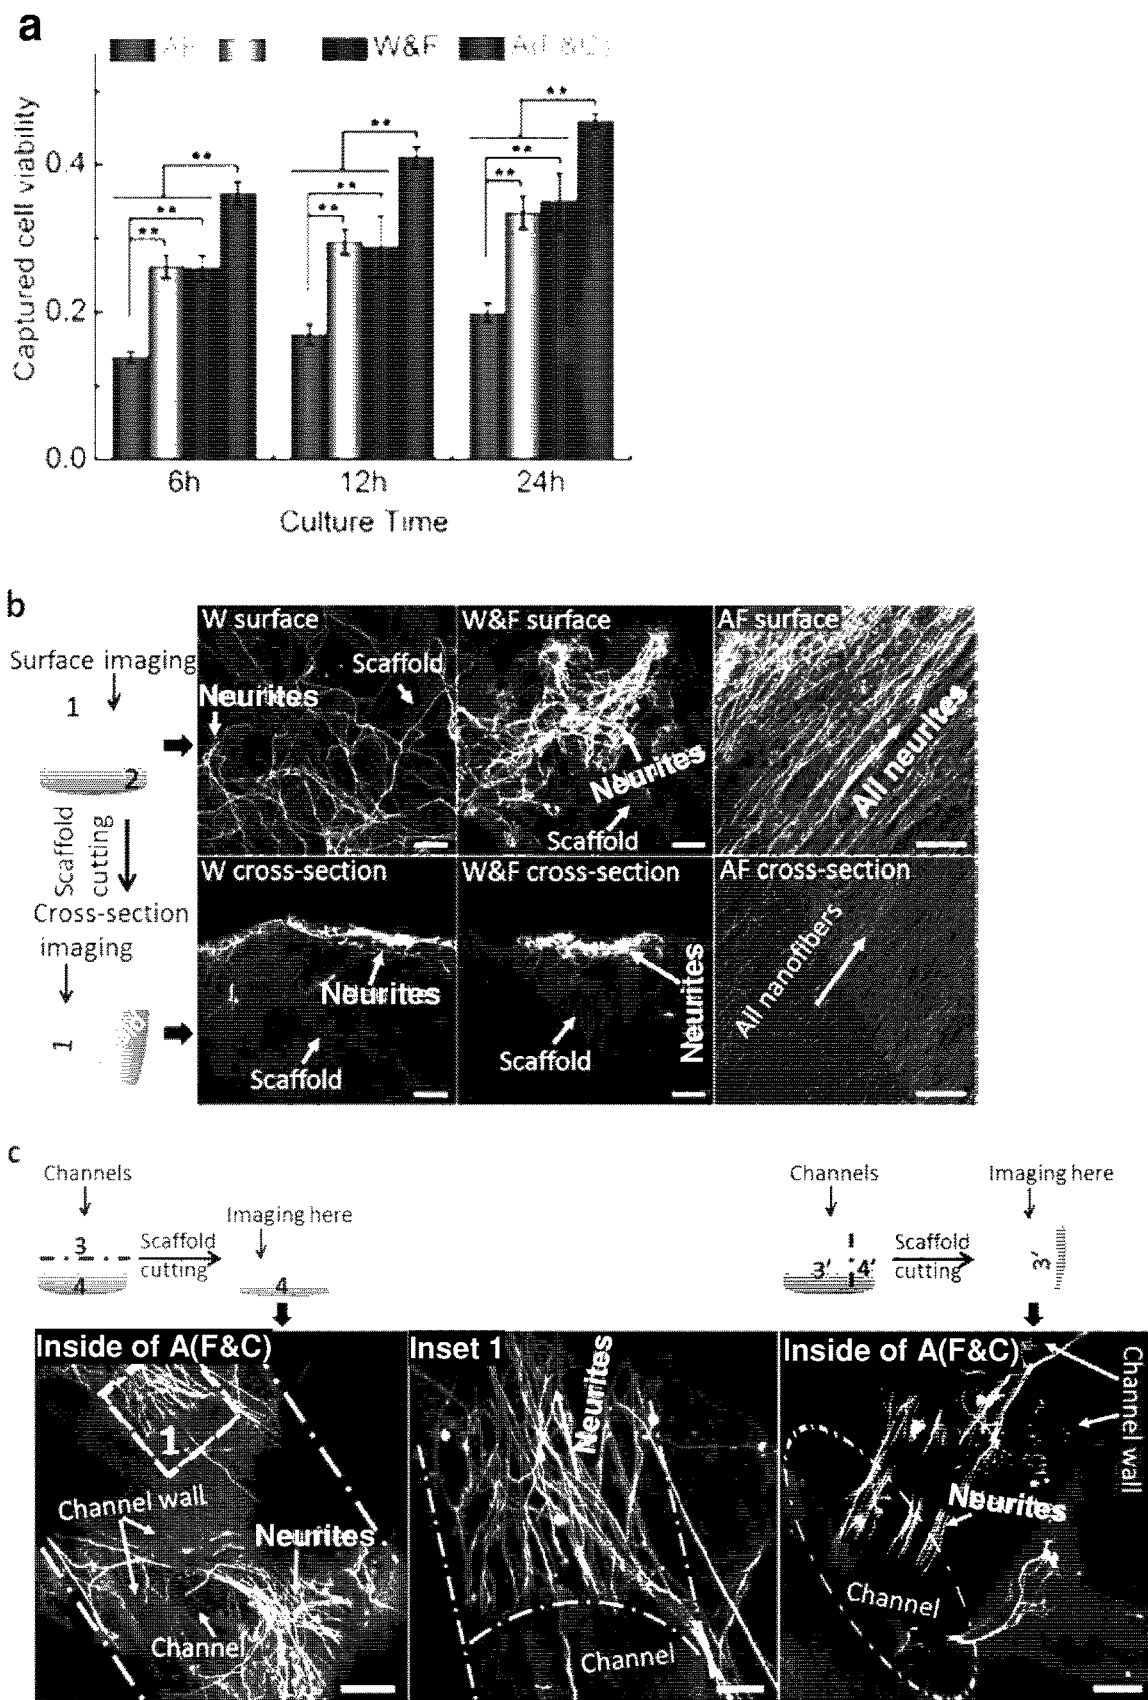 a
AF W&F A(F&C)
Captured cell viability
0.4
0.2
0.0
** ** ** ** ** ** ** ** **
6h 12h 24h
Culture Time
b
Surface imaging
1
2
Scaffold
cutting
Cross-section
imaging
1
W surface
Scaffold
Neurites
W&F surface
Neurites
Scaffold
AF surface
All neurites
W cross-section
Neurites
Scaffold
W&F cross-section
Neurites
Scaffold
AF cross-section
All nanofibers
c
Channels
3
4
Scaffold
cutting
Imaging here
4
Channels
3' 4'
Scaffold
cutting
Imaging here
3'
Inside of A(F&C)
1
Channel wall
Neurites
Channel
Inset 1
Neurites
Channel
Inside of A(F&C)
Channel wall
Neurites
Channel
*